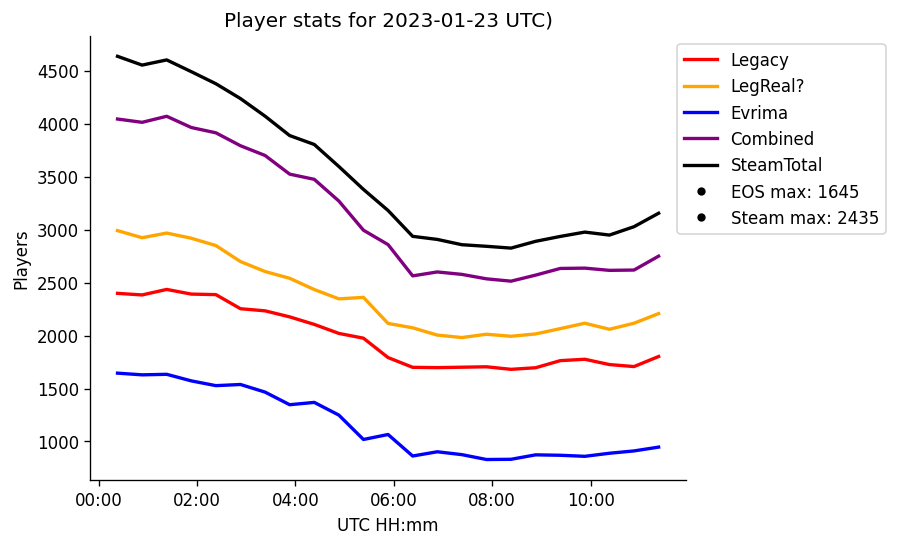 Player stats for 2023-01-23 UTC)
Legacy
LegReal?
Evrima
Combined
SteamTotal
EOS max: 1645
Steam max: 2435
4500
4000
3500
3000
2500
2000
1500
1000
Players
00:00 02:00 04:00 06:00 08:00 10:00
UTC HH:mm